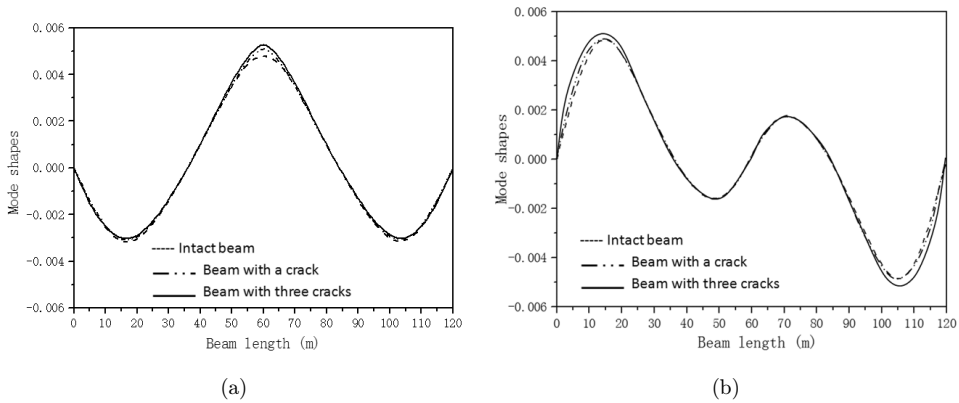 0.006
0.004
0.002
0.000
-0.002
-0.004
-0.006
Mode shapes
Intact beam
Beam with a crack
Beam with three cracks
0 10 20 30 40 50 60 70 80 90 100 110 120
Beam length (m)
(a)
0.006
0.004
0.002
0.000
-0.002
-0.004
-0.006
Mode shapes
Intact beam
Beam with a crack
Beam with three cracks
0 10 20 30 40 50 60 70 80 90 100 110 120
Beam length (m)
(b)